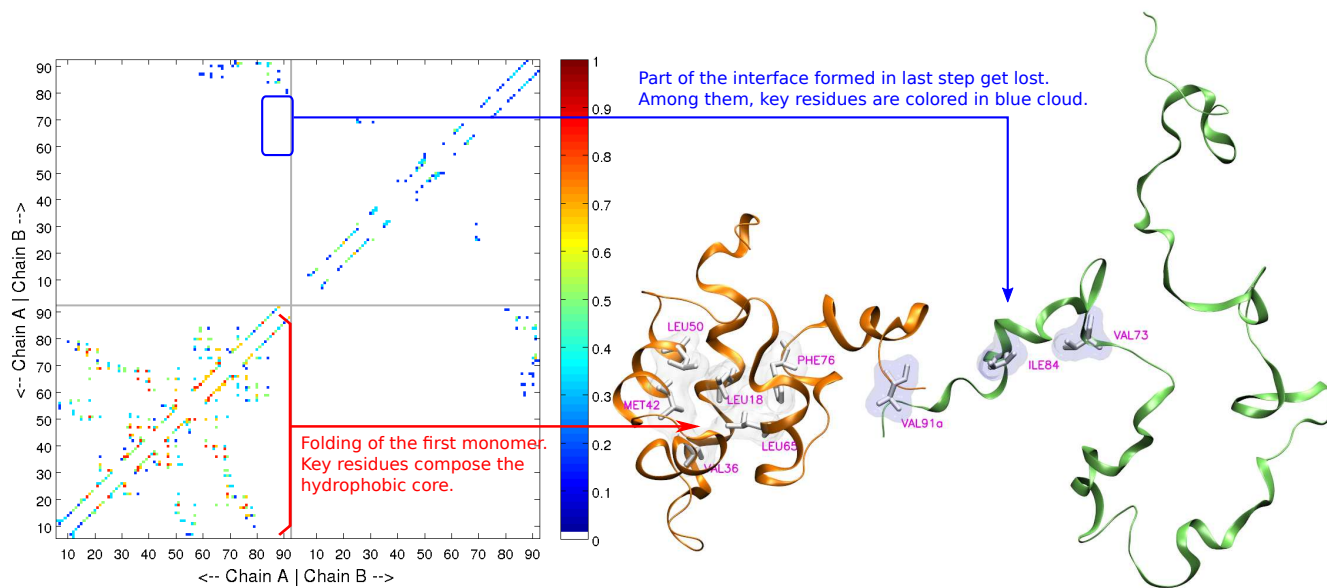 Part of the interface formed in last step get lost.
Among them, key residues are colored in blue cloud.
90
80
70
60
50
40
30
20
10
90
80
70
60
50
40
30
20
10
<-- Chain A | Chain B -->
10 20 30 40 50 60 70 80 90 10 20 30 40 50 60 70 80 90
<-- Chain A | Chain B -->
1
0.9
0.8
0.7
0.6
0.5
0.4
0.3
0.2
0.1
0
Folding of the first monomer.
Key residues compose the
hydrophobic core.
LEU50
PHE76
MET42
LEU18
LEU65
VAL36
VAL91a
ILE84
VAL73